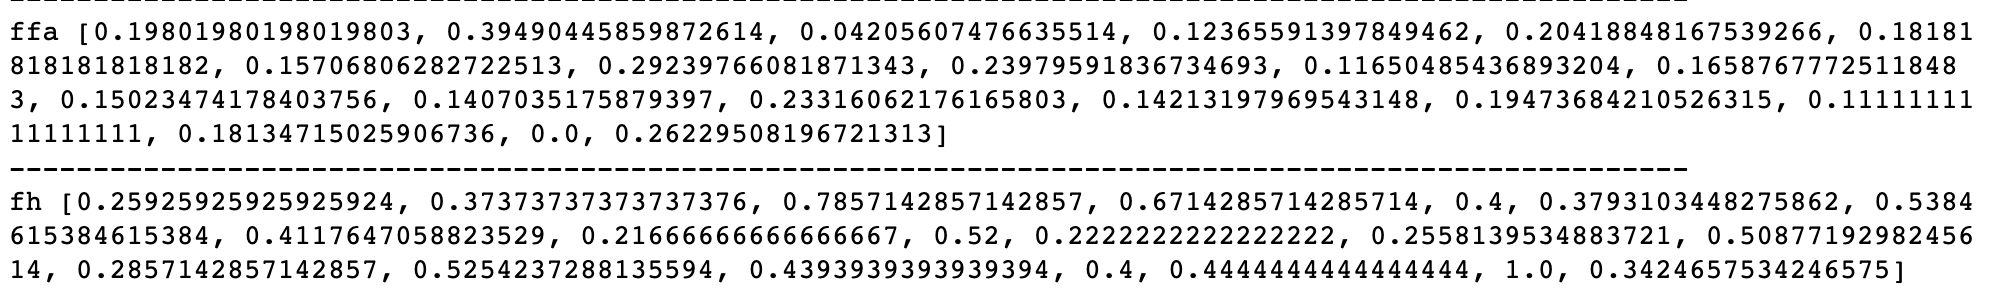 ffa [0.19801980198019803, 0.39490445859872614, 0.04205607476635514, 0.12365591397849462, 0.20418848167539266, 0.18181
818181818182, 0.15706806282722513, 0.29239766081871343, 0.23979591836734693, 0.11650485436893204, 0.1658767772511848
3, 0.15023474178403756, 0.1407035175879397, 0.23316062176165803, 0.14213197969543148, 0.19473684210526315, 0.11111111
11111111, 0.18134715025906736, 0.0, 0.26229508196721313]
----------------------------------------------------------------------------------------------------
fh [0.25925925925925924, 0.37373737373737376, 0.7857142857142857, 0.6714285714285714, 0.4, 0.3793103448275862, 0.5384
615384615384, 0.4117647058823529, 0.21666666666666667, 0.52, 0.2222222222222222, 0.2558139534883721, 0.50877192982456
14, 0.2857142857142857, 0.5254237288135594, 0.4393939393939394, 0.4, 0.4444444444444444, 1.0, 0.3424657534246575]